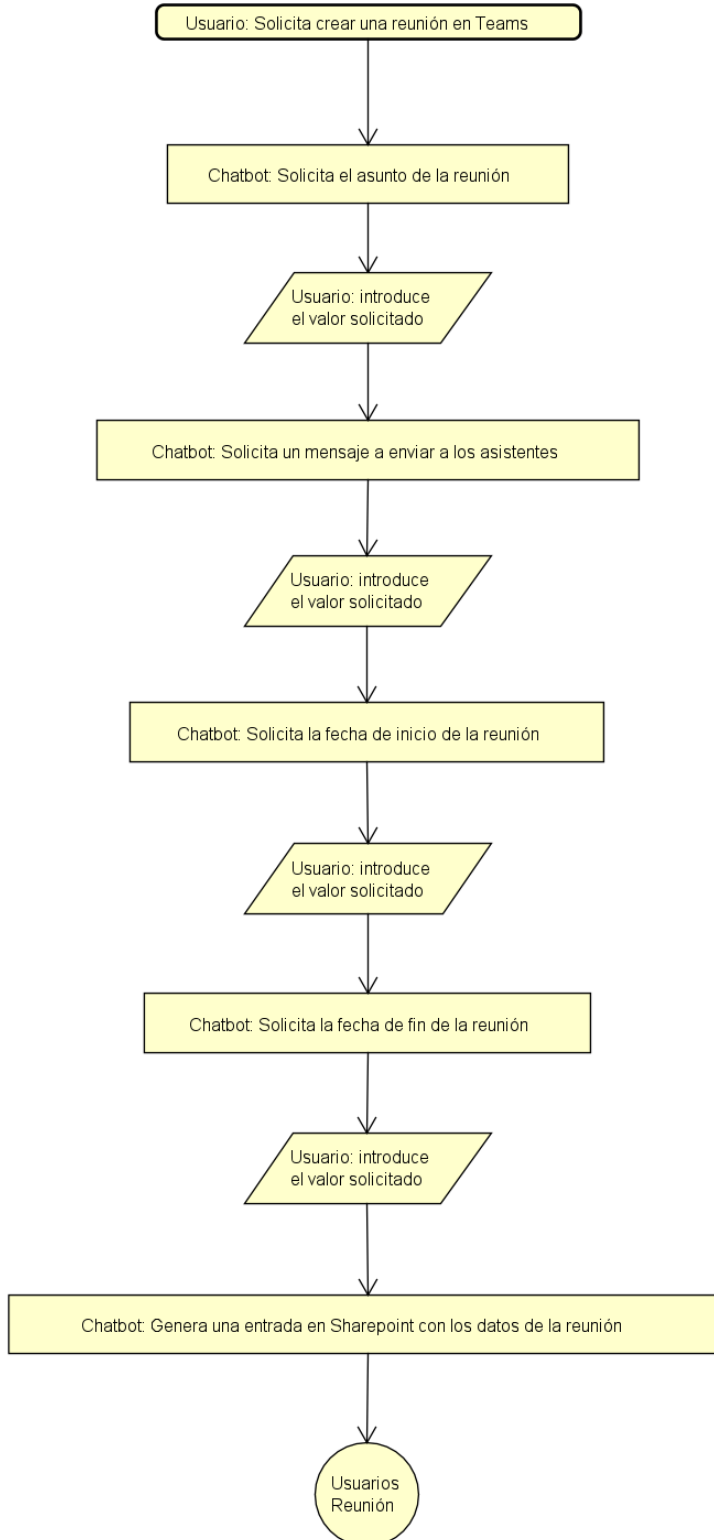 Usuario: Solicita crear una reunión en Teams
Chatbot: Solicita el asunto de la reunión
Usuario: introduce
el valor solicitado
Chatbot: Solicita un mensaje a enviar a los asistentes
Usuario: introduce
el valor solicitado
Chatbot: Solicita la fecha de inicio de la reunión
Usuario: introduce
el valor solicitado
Chatbot: Solicita la fecha de fin de la reunión
Usuario: introduce
el valor solicitado
Chatbot: Genera una entrada en Sharepoint con los datos de la reunión
Usuarios
Reunión